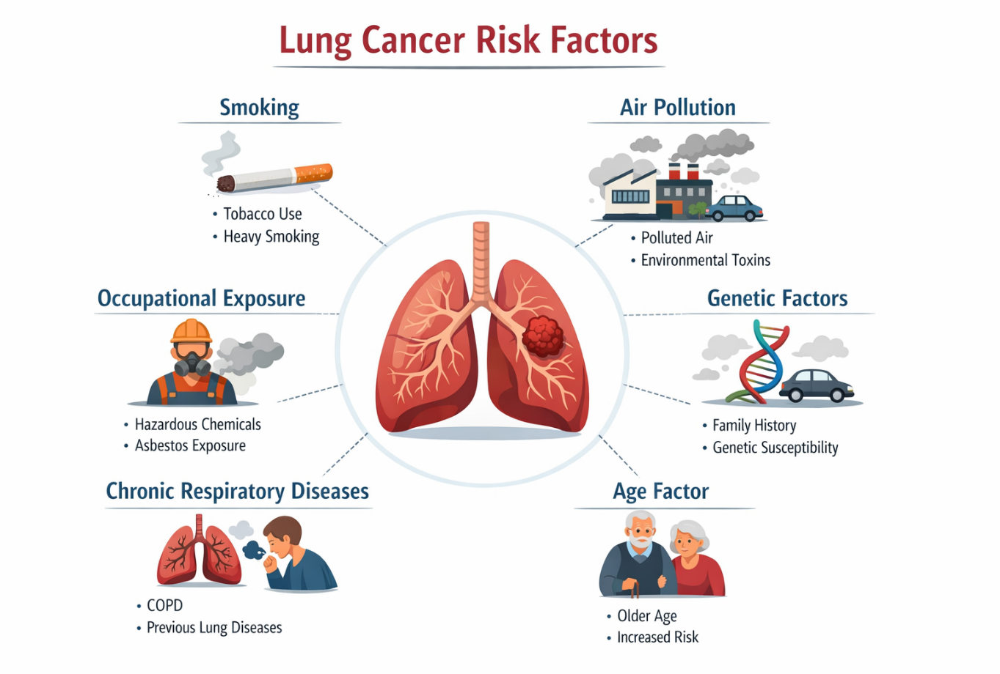 Lung Cancer Risk Factors
Smoking
• Tobacco Use
• Heavy Smoking
Air Pollution
• Polluted Air
• Environmental Toxins
Occupational Exposure
• Hazardous Chemicals
• Asbestos Exposure
Genetic Factors
• Family History
• Genetic Susceptibility
Chronic Respiratory Diseases
• COPD
• Previous Lung Diseases
Age Factor
• Older Age
• Increased Risk